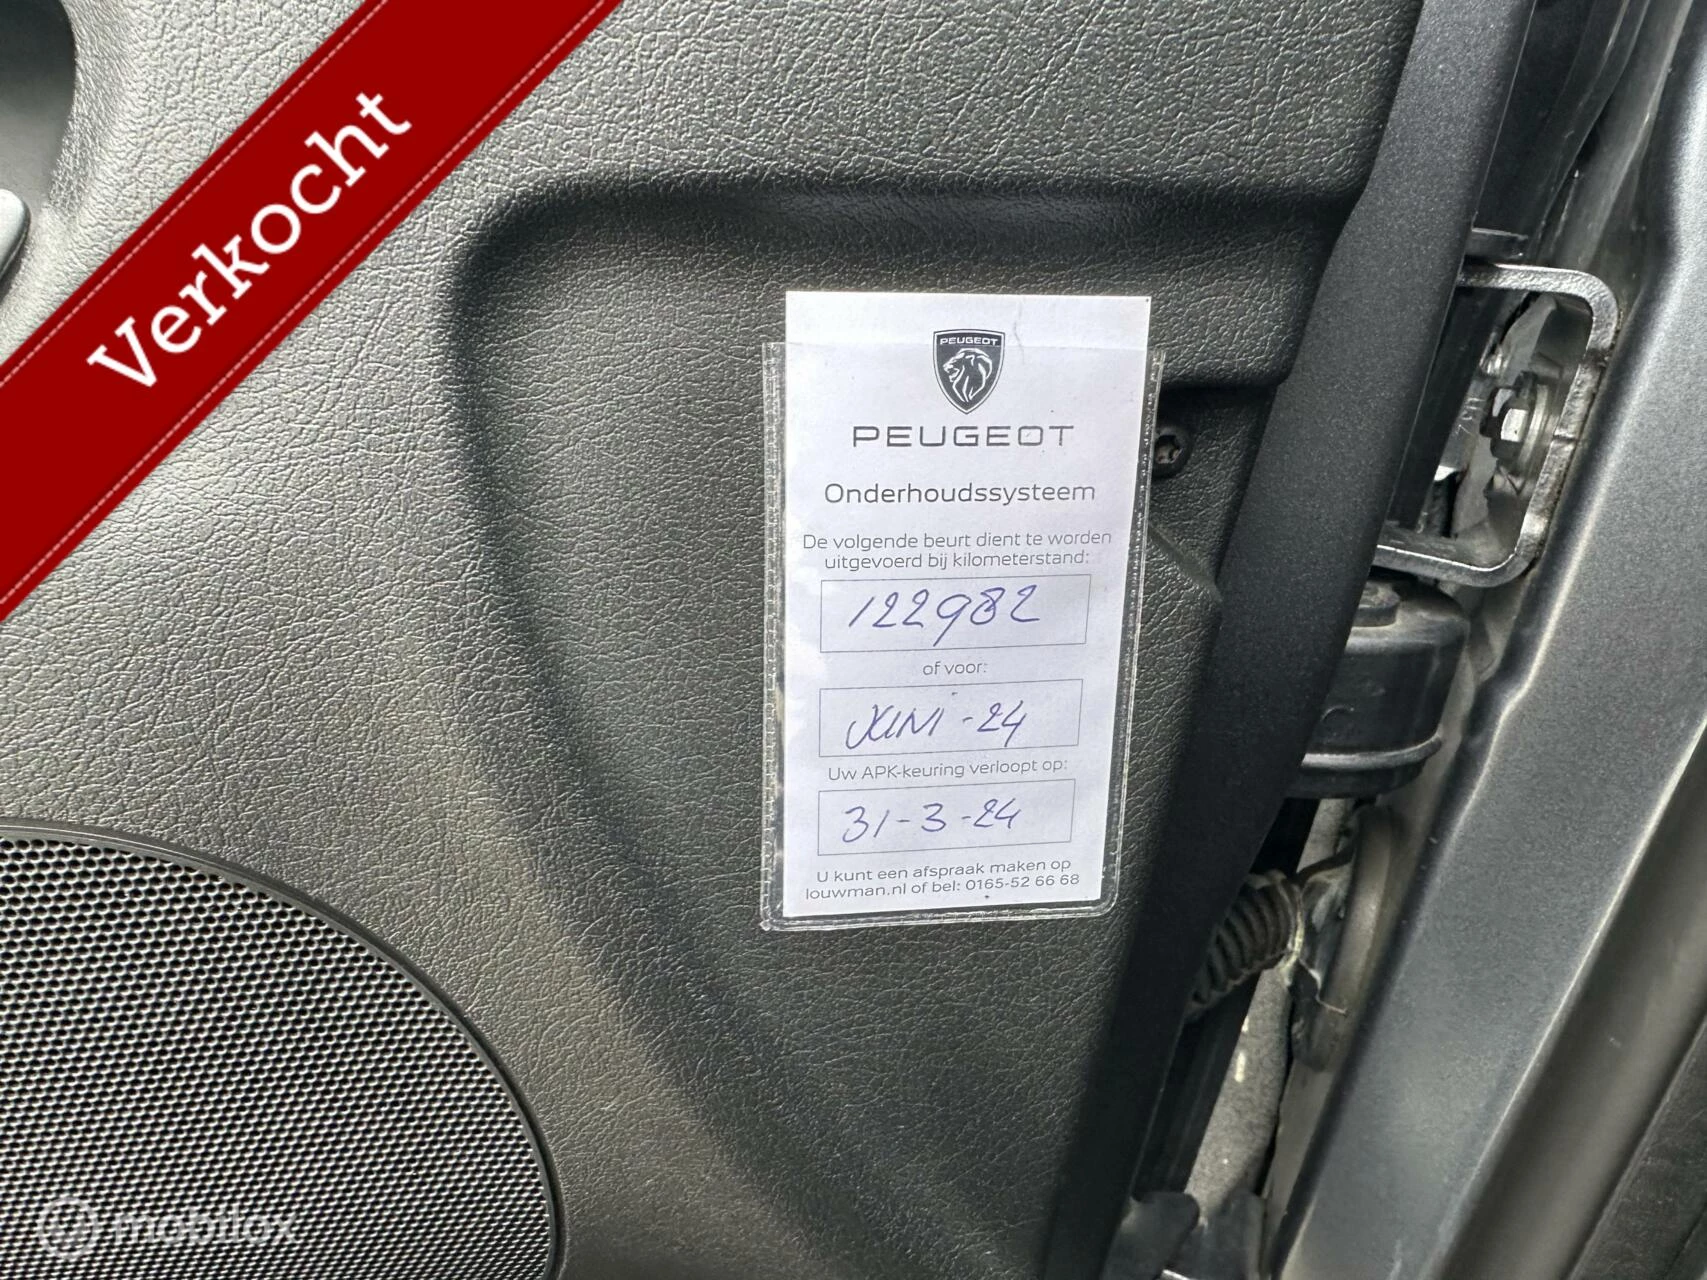 Verkocht
PEUGEOT
PEUGEOT
Onderhoudssysteem
De volgende beurt dient te worden
uitgevoerd bij kilometerstand:
122982
of voor:
JUNI - 24
Uw APK-keuring verloopt op:
31 - 3 - 24
U kunt een afspraak maken op
louwman.nl of bel: 0165-52 66 68
mobilox